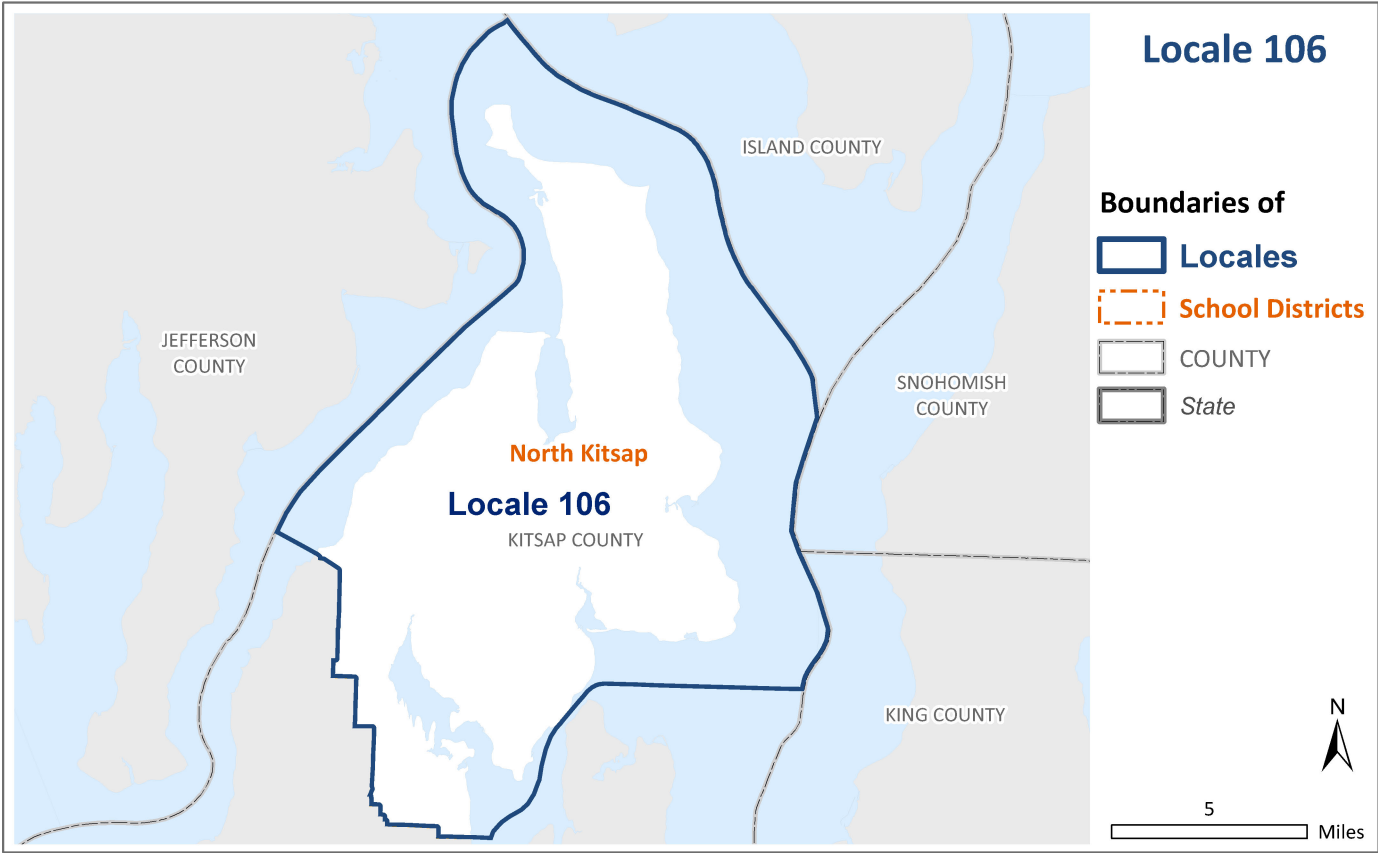 Locale 106
ISLAND COUNTY
Boundaries of
Locales
School Districts
COUNTY
State
JEFFERSON
COUNTY
SNOHOMISH
COUNTY
North Kitsap
Locale 106
KITSAP COUNTY
KING COUNTY
N
5
Miles